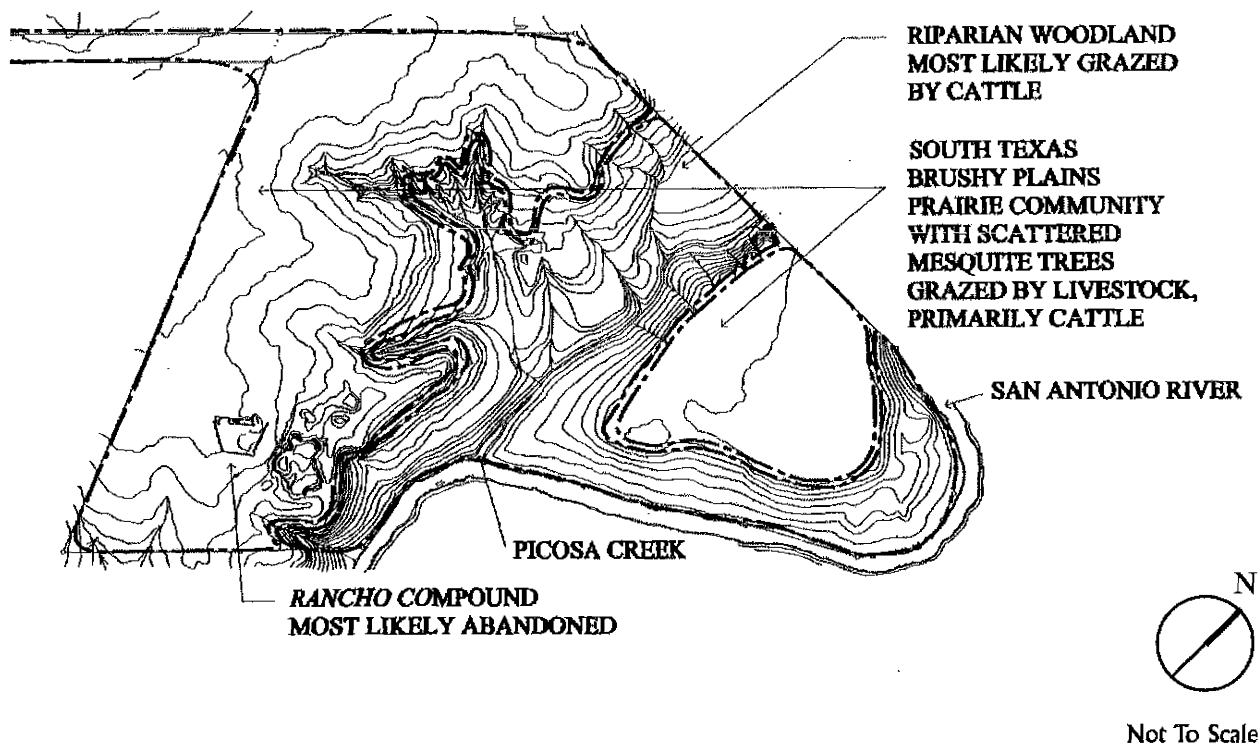 RIPARIAN WOODLAND
MOST LIKELY GRAZED
BY CATTLE
SOUTH TEXAS
BRUSHY PLAINS
PRAIRIE COMMUNITY
WITH SCATTERED
MESQUITE TREES
GRAZED BY LIVESTOCK,
PRIMARILY CATTLE
SAN ANTONIO RIVER
PICOSA CREEK
RANCHO COMPOUND
MOST LIKELY ABANDONED
N
Not To Scale